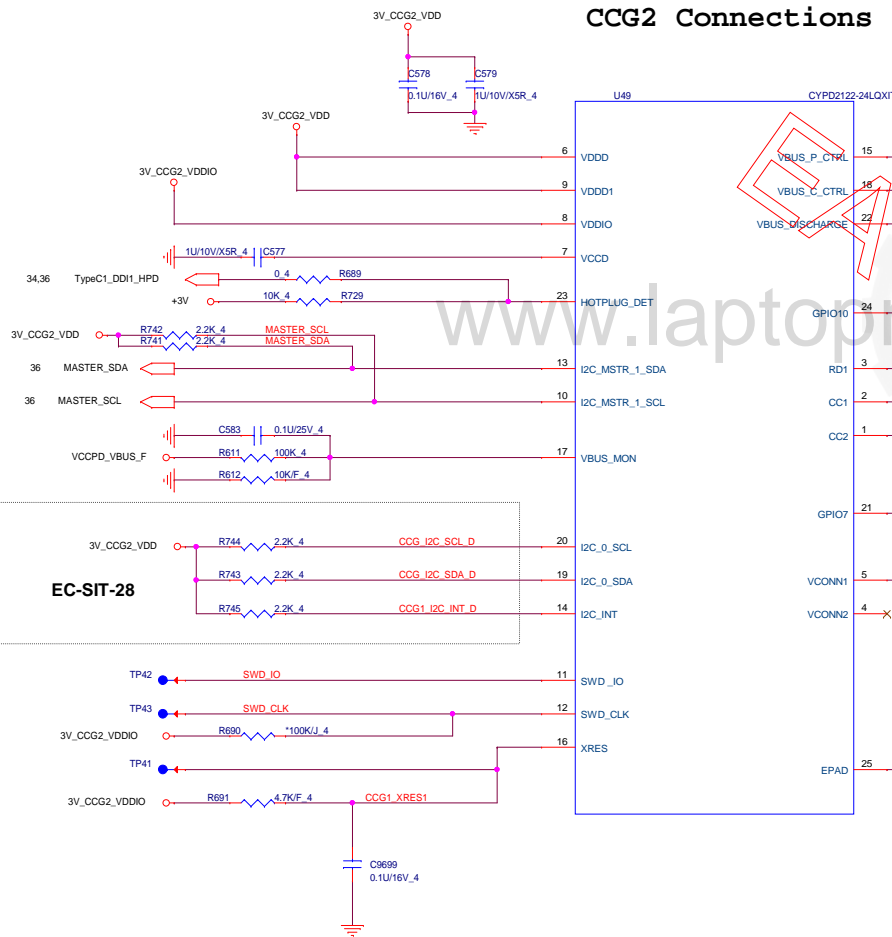 CCG2 Connections
3V_CCG2_VDD
C578
C579
0.1U/16V_4
1U/10V/X5R_4
U49
3V_CCG2_VDD
6 VDDD
VBUS_P_CTRL 15
3V_CCG2_VDDIO
9 VDDD1
VBUS_C_CTRL 18
8 VDDIO
VBUS_DISCHARGE 22
1U/10V/X5R_4 C577
7 VCCD
34,36 TypeC1_DDI1_HPD 0_4 R689
+3V 10K_4 R729
23 HOTPLUG_DET
GPIO10 24
3V_CCG2_VDD R742 2.2K_4 MASTER_SCL
R741 2.2K_4 MASTER_SDA
36 MASTER_SDA
13 I2C_MSTR_1_SDA
RD1 3
36 MASTER_SCL
10 I2C_MSTR_1_SCL
CC1 2
C583 0.1U/25V_4
CC2 1
VCCPD_VBUS_F R611 100K_4
17 VBUS_MON
R612 10K/F_4
GPIO7 21
3V_CCG2_VDD R744 2.2K_4 CCG_I2C_SCL_D
20 I2C_0_SCL
EC-SIT-28
R743 2.2K_4 CCG_I2C_SDA_D
19 I2C_0_SDA
VCONN1 5
R745 2.2K_4 CCG1_I2C_INT_D
14 I2C_INT
VCONN2 4
TP42 SWD_IO
11 SWD_IO
TP43 SWD_CLK
12 SWD_CLK
3V_CCG2_VDDIO R690 *100K/J_4
16 XRES
TP41
EPAD 25
3V_CCG2_VDDIO R691 4.7K/F_4 CCG1_XRES1
C9699
0.1U/16V_4